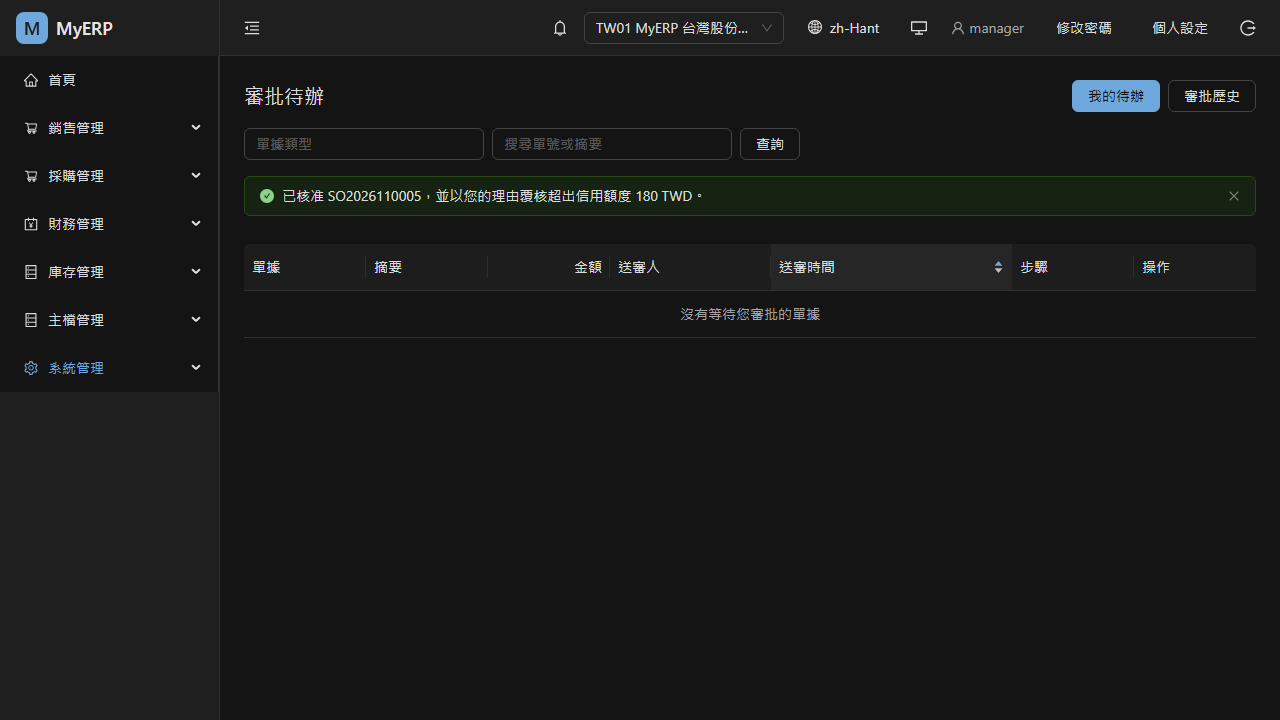 M MyERP
TW01 MyERP 台灣股份...
zh-Hant
manager
修改密碼
個人設定
首頁
銷售管理
採購管理
財務管理
庫存管理
主檔管理
系統管理
審批待辦
我的待辦
審批歷史
單據類型
搜尋單號或摘要
查詢
已核准 SO2026110005，並以您的理由覆核超出信用額度 180 TWD。
單據 摘要 金額 送審人 送審時間 步驟 操作
沒有等待您審批的單據